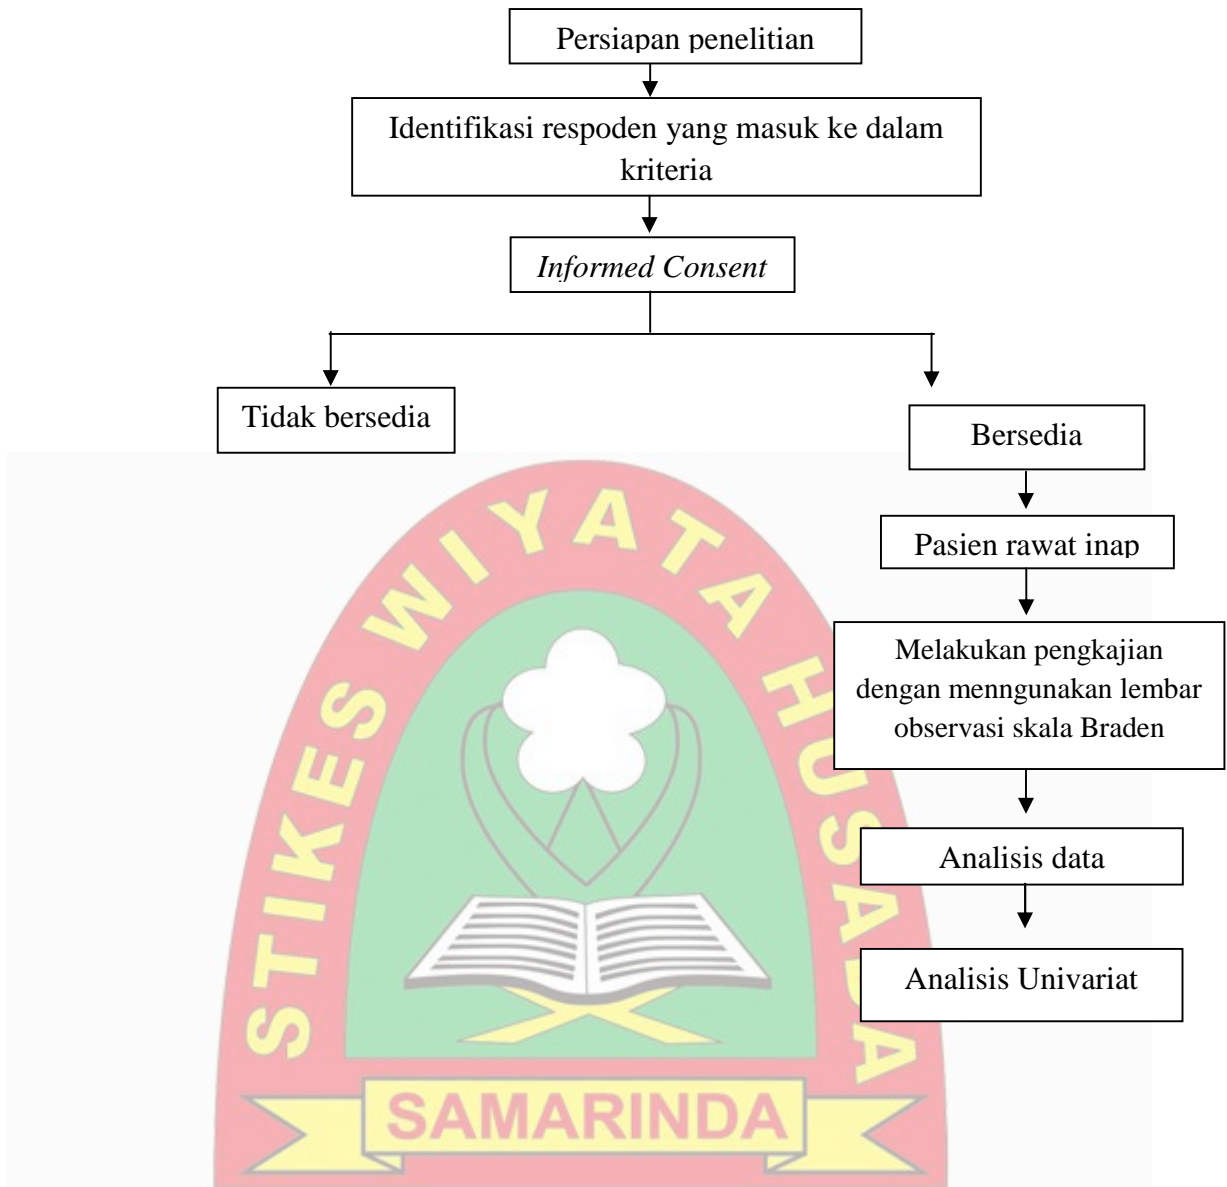 Persiapan penelitian
Identifikasi respoden yang masuk ke dalam
kriteria
Informed Consent
Tidak bersedia
Bersedia
Pasien rawat inap
Melakukan pengkajian
dengan menngunakan lembar
observasi skala Braden
Analisis data
Analisis Univariat
STIKES WIYATA HUSADA
SAMARINDA